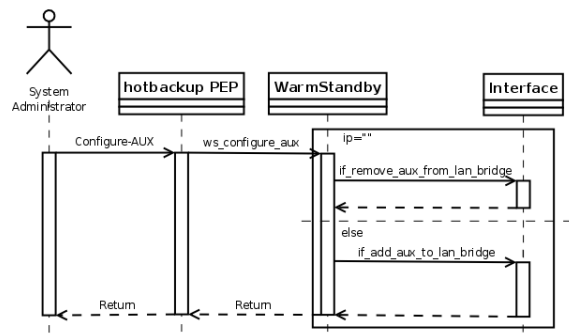 System
Administrator
hotbackup PEP
WarmStandby
Interface
ip=""
Configure-AUX
ws_configure_aux
if_remove_aux_from_lan_bridge
else
if_add_aux_to_lan_bridge
Return
Return